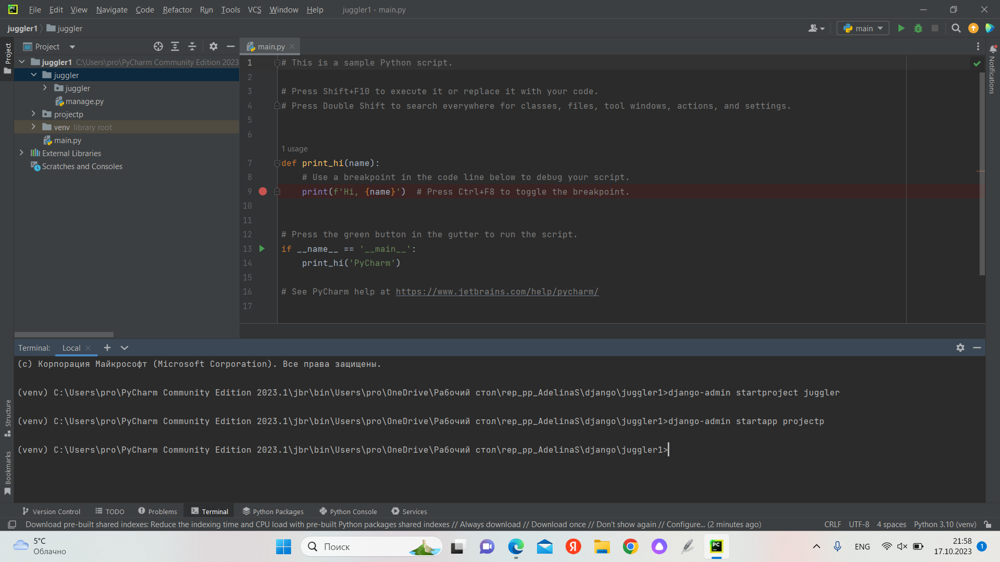 PC
File Edit View Navigate Code Refactor Run Tools VCS Window Help juggler1 - main.py
juggler1 juggler
main
Project
Project
main.py
juggler1 C:\Users\pro\PyCharm Community Edition 2023
juggler
juggler
manage.py
projectp
venv library root
main.py
External Libraries
Scratches and Consoles
1 # This is a sample Python script.
2
3 # Press Shift+F10 to execute it or replace it with your code.
4 # Press Double Shift to search everywhere for classes, files, tool windows, actions, and settings.
5
6
1 usage
7 def print_hi(name):
8 # Use a breakpoint in the code line below to debug your script.
9 print(f'Hi, {name}') # Press Ctrl+F8 to toggle the breakpoint.
10
11
12 # Press the green button in the gutter to run the script.
13 if __name__ == '__main__':
14 print_hi('PyCharm')
15
16 # See PyCharm help at https://www.jetbrains.com/help/pycharm/
17
Notifications
Terminal: Local
(c) Корпорация Майкрософт (Microsoft Corporation). Все права защищены.
(venv) C:\Users\pro\PyCharm Community Edition 2023.1\jbr\bin\Users\pro\OneDrive\Рабочий стол\rep_pp_AdelinaS\django\juggler1>django-admin startproject juggler
(venv) C:\Users\pro\PyCharm Community Edition 2023.1\jbr\bin\Users\pro\OneDrive\Рабочий стол\rep_pp_AdelinaS\django\juggler1>django-admin startapp projectp
(venv) C:\Users\pro\PyCharm Community Edition 2023.1\jbr\bin\Users\pro\OneDrive\Рабочий стол\rep_pp_AdelinaS\django\juggler1>
Structure
Bookmarks
Version Control TODO Problems Terminal Python Packages Python Console Services
Download pre-built shared indexes: Reduce the indexing time and CPU load with pre-built Python packages shared indexes // Always download // Download once // Don't show again // Configure... (2 minutes ago) CRLF UTF-8 4 spaces Python 3.10 (venv)
5°C
Облачно
Поиск
Я
PC
ENG
21:58
17.10.2023
1